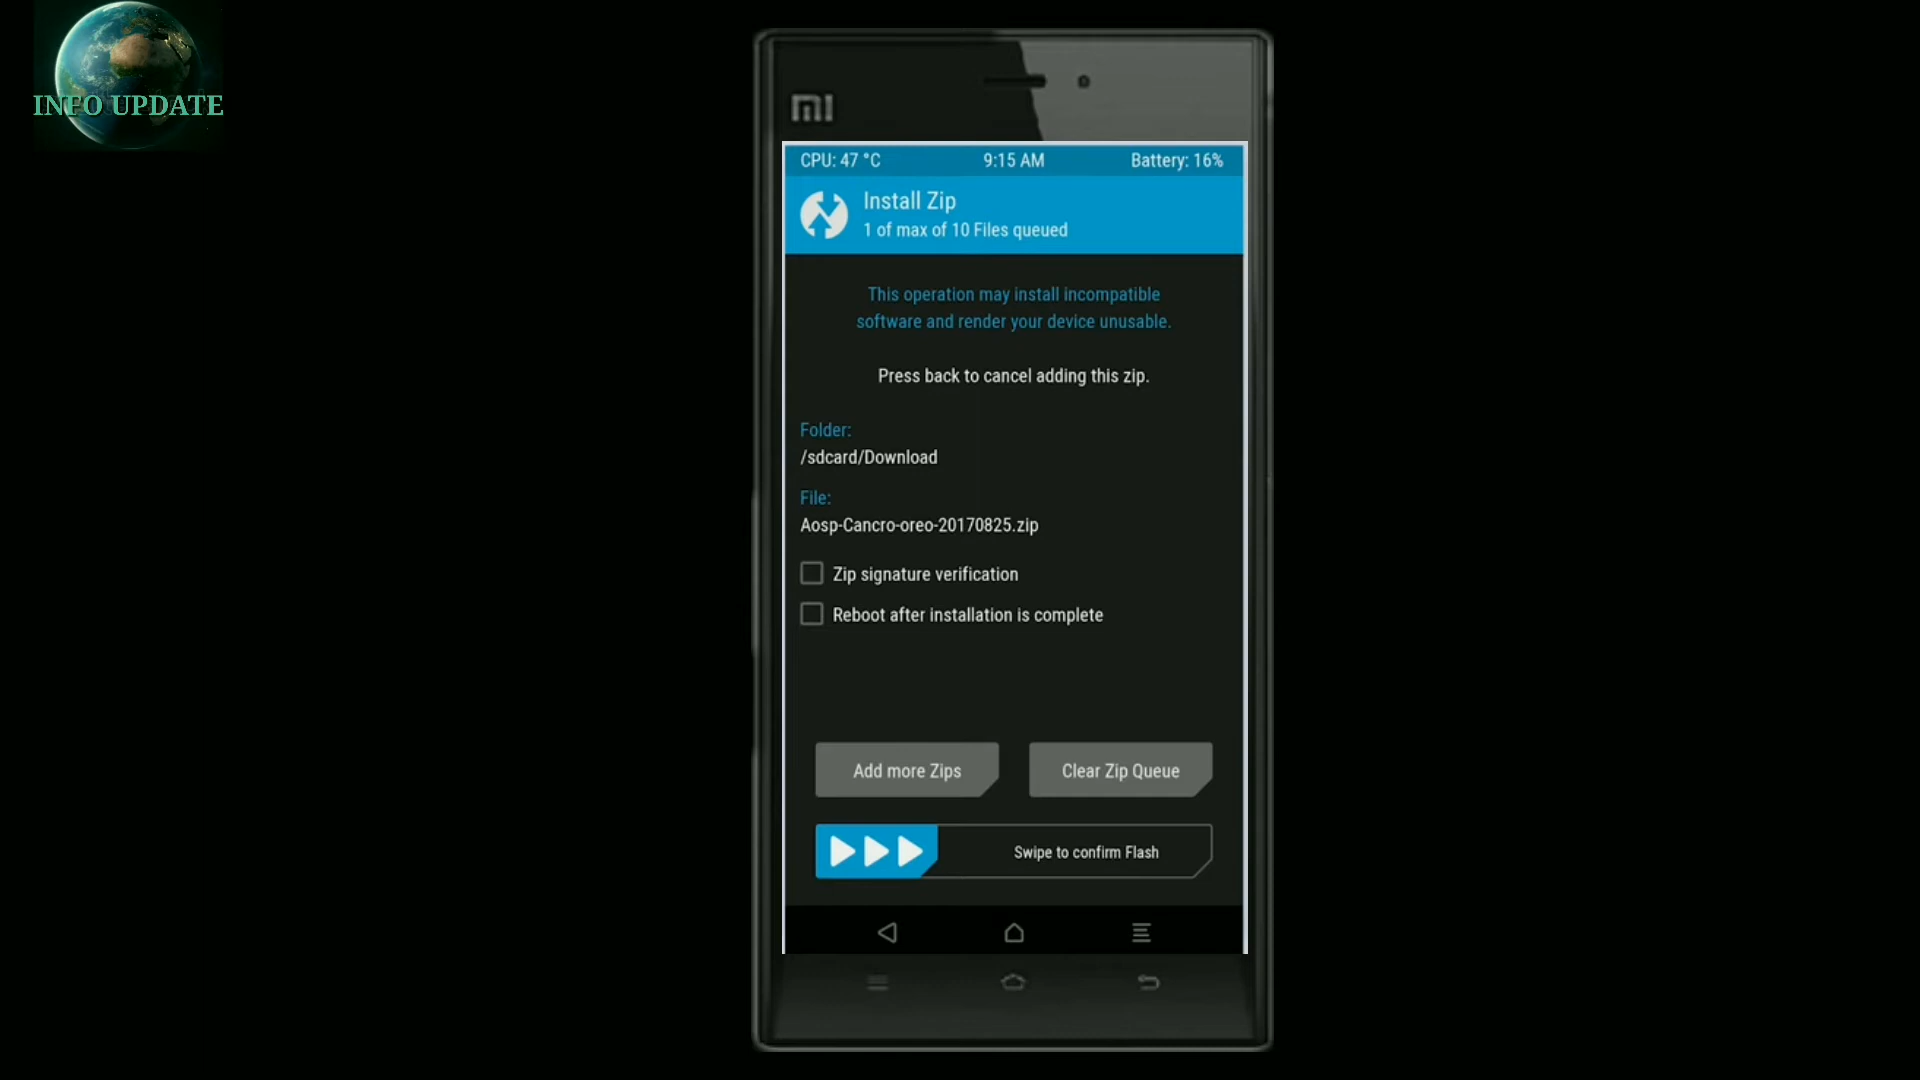 INFO UPDATE
mi
CPU: 47 °C 9:15 AM Battery: 16%
Install Zip
1 of max of 10 Files queued
This operation may install incompatible
software and render your device unusable.
Press back to cancel adding this zip.
Folder:
/sdcard/Download
File:
Aosp-Cancro-oreo-20170825.zip
Zip signature verification
Reboot after installation is complete
Add more Zips Clear Zip Queue
Swipe to confirm Flash